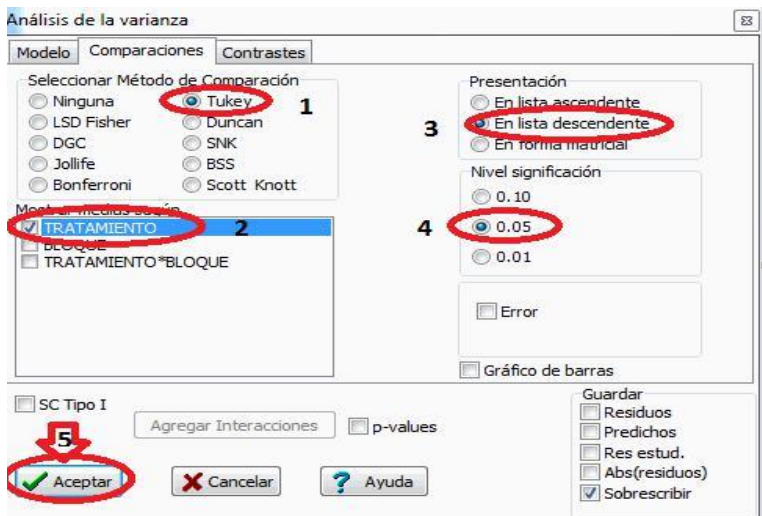 Análisis de la varianza
Modelo Comparaciones Contrastes
Seleccionar Método de Comparación
Ninguna Tukey 1
LSD Fisher Duncan
DGC SNK
Jollife BSS
Bonferroni Scott Knott
Mostrar medias según
TRATAMIENTO 2
BLOQUE
TRATAMIENTO*BLOQUE
Presentación
En lista ascendente
3 En lista descendente
En forma matricial
Nivel significación
0.10
4 0.05
0.01
Error
Gráfico de barras
SC Tipo I
Agregar Interacciones p-values
5
Aceptar Cancelar ? Ayuda
Guardar
Residuos
Predichos
Res estud.
Abs(residuos)
Sobrescribir